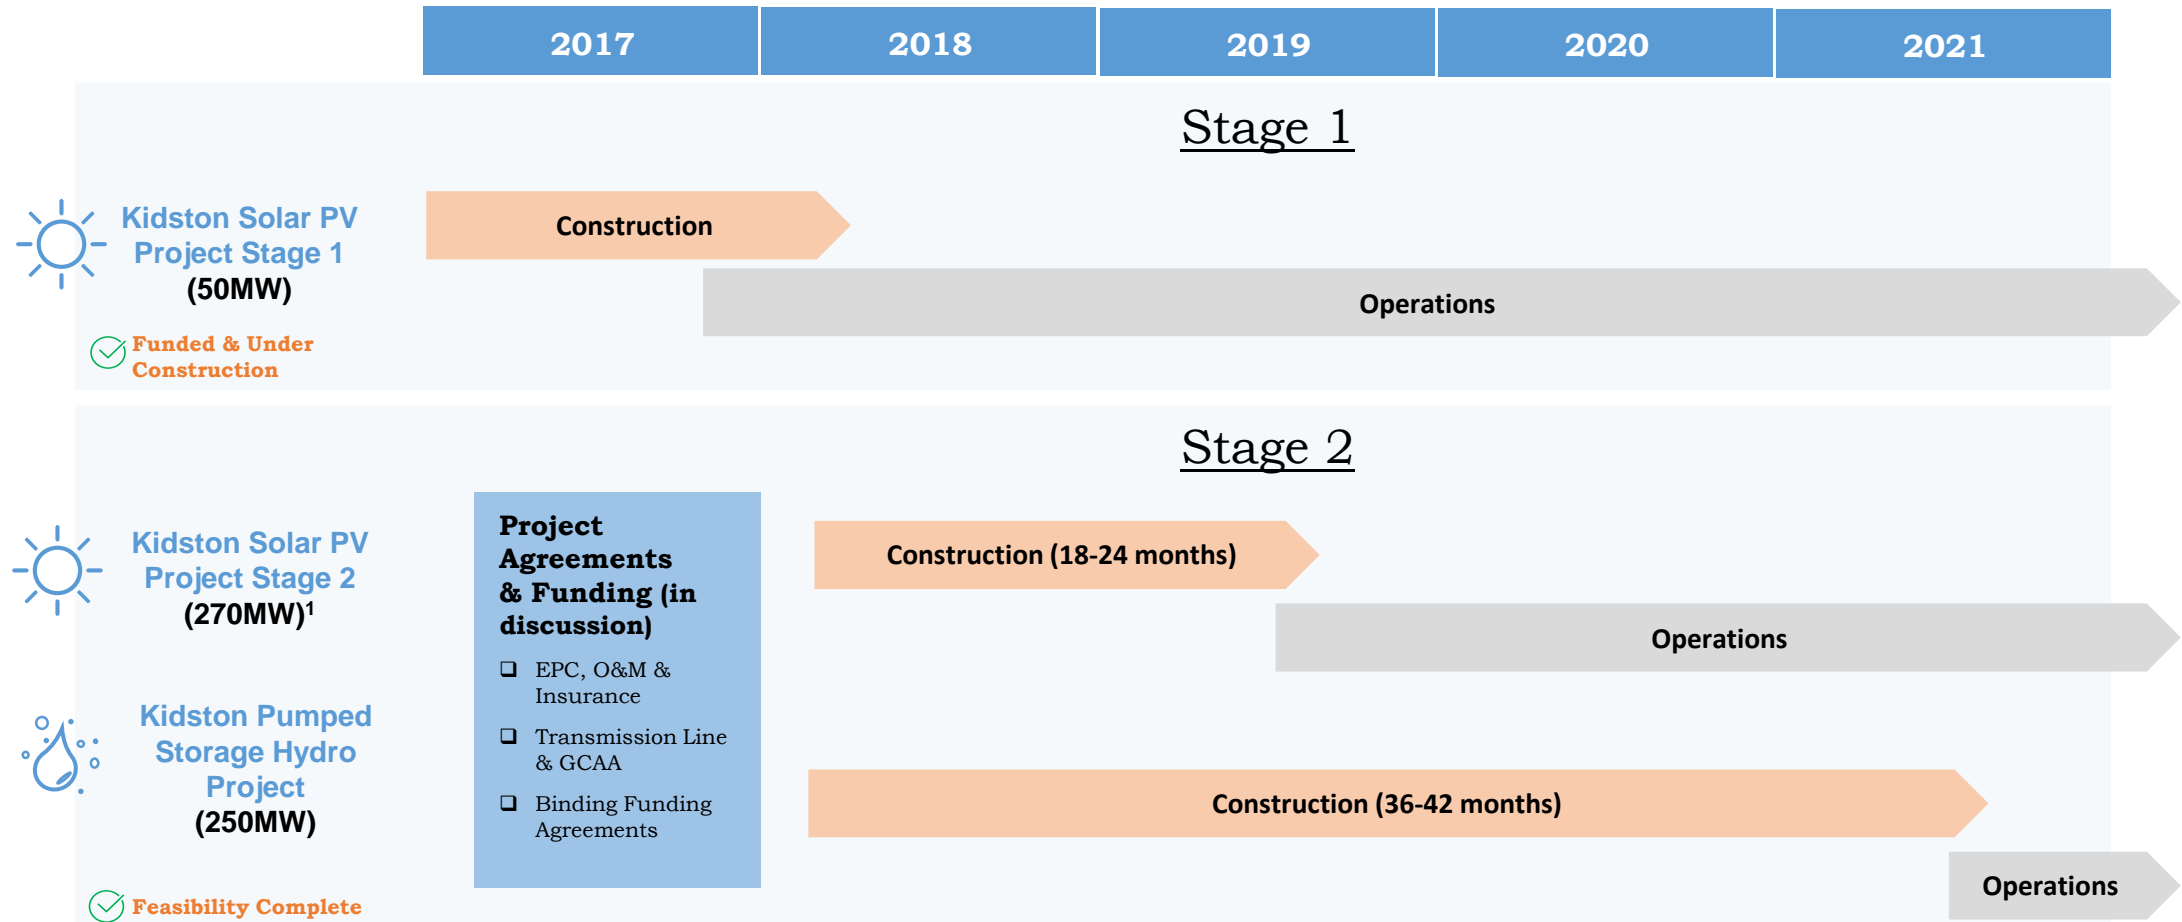 2017 2018 2019 2020 2021
Stage 1
Kidston Solar PV
Project Stage 1
(50MW)
Construction
Operations
Funded & Under
Construction
Stage 2
Kidston Solar PV
Project Stage 2
(270MW)¹
Project
Agreements
& Funding (in
discussion)
❑ EPC, O&M &
Insurance
❑ Transmission Line
& GCAA
❑ Binding Funding
Agreements
Construction (18-24 months)
Operations
Kidston Pumped
Storage Hydro
Project
(250MW)
Construction (36-42 months)
Operations
Feasibility Complete